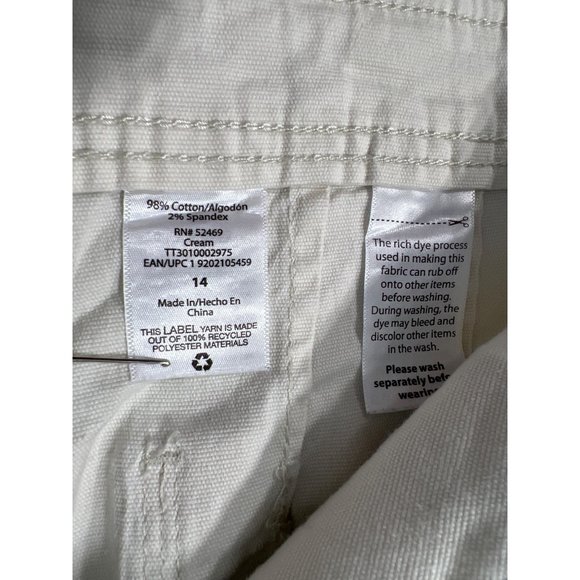 98% Cotton/Algodón
2% Spandex
RN# 52469
Cream
TT3010002975
EAN/UPC 1 9202105459
14
Made In/Hecho En
China
THIS LABEL YARN IS MADE
OUT OF 100% RECYCLED
POLYESTER MATERIALS
The rich dye process
used in making this
fabric can rub off
onto other items
before washing.
During washing, the
dye may bleed and
discolor other items
in the wash.
Please wash
separately before
wearing